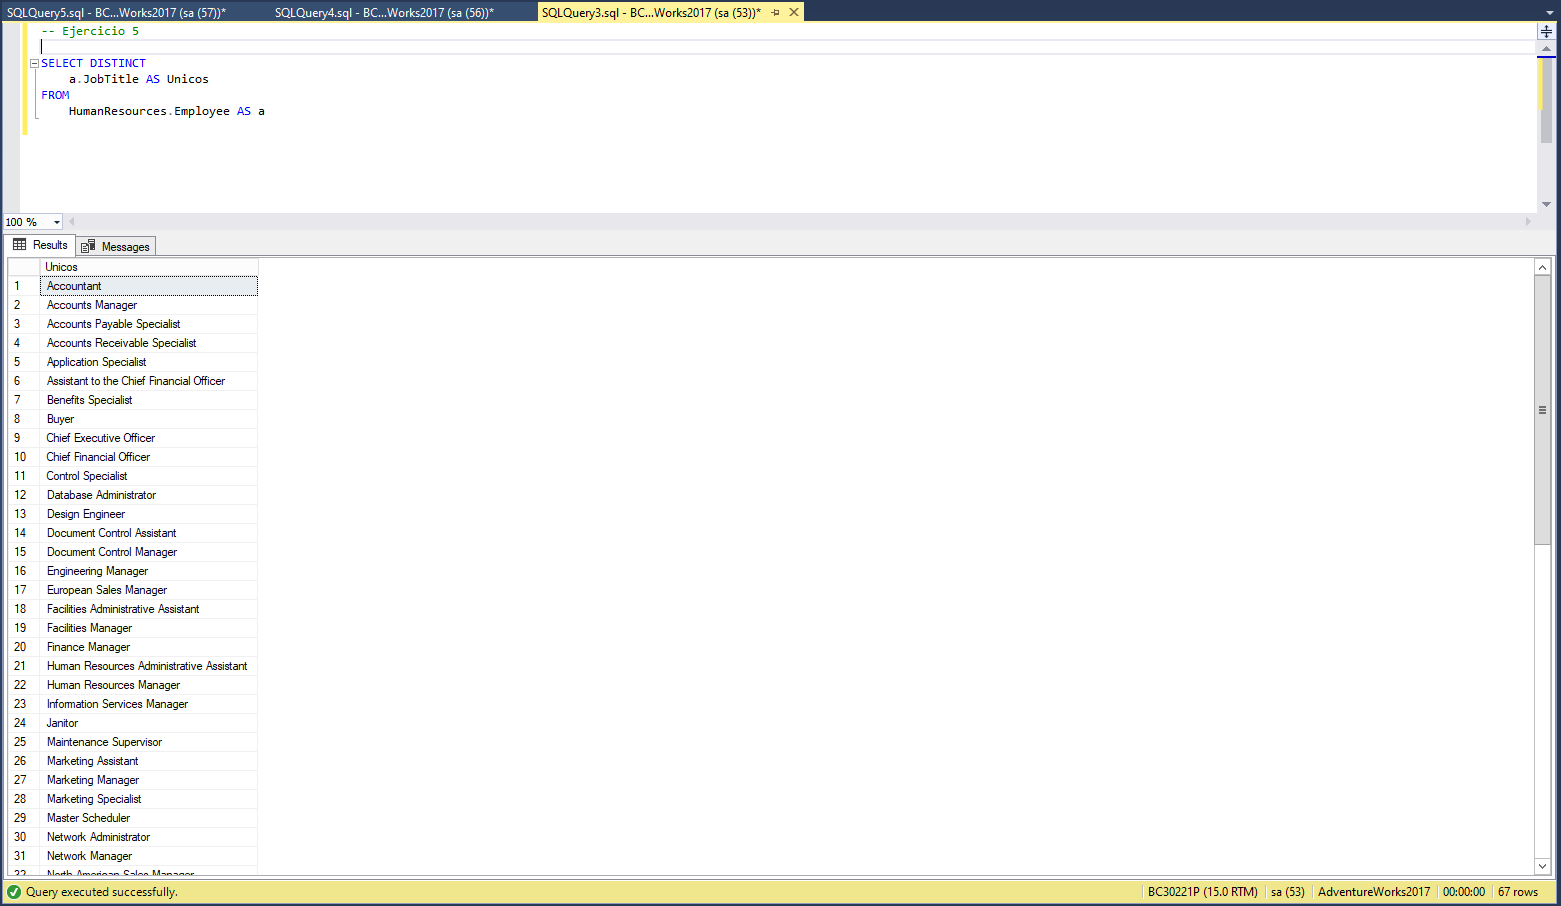 SQLQuery5.sql - BC...Works2017 (sa (57))* SQLQuery4.sql - BC...Works2017 (sa (56))* SQLQuery3.sql - BC...Works2017 (sa (53))*
-- Ejercicio 5
SELECT DISTINCT
a.JobTitle AS Unicos
FROM
HumanResources.Employee AS a
100 %
Results Messages
Unicos
1 Accountant
2 Accounts Manager
3 Accounts Payable Specialist
4 Accounts Receivable Specialist
5 Application Specialist
6 Assistant to the Chief Financial Officer
7 Benefits Specialist
8 Buyer
9 Chief Executive Officer
10 Chief Financial Officer
11 Control Specialist
12 Database Administrator
13 Design Engineer
14 Document Control Assistant
15 Document Control Manager
16 Engineering Manager
17 European Sales Manager
18 Facilities Administrative Assistant
19 Facilities Manager
20 Finance Manager
21 Human Resources Administrative Assistant
22 Human Resources Manager
23 Information Services Manager
24 Janitor
25 Maintenance Supervisor
26 Marketing Assistant
27 Marketing Manager
28 Marketing Specialist
29 Master Scheduler
30 Network Administrator
31 Network Manager
32 North American Sales Manager
Query executed successfully. BC30221P (15.0 RTM) sa (53) AdventureWorks2017 00:00:00 67 rows